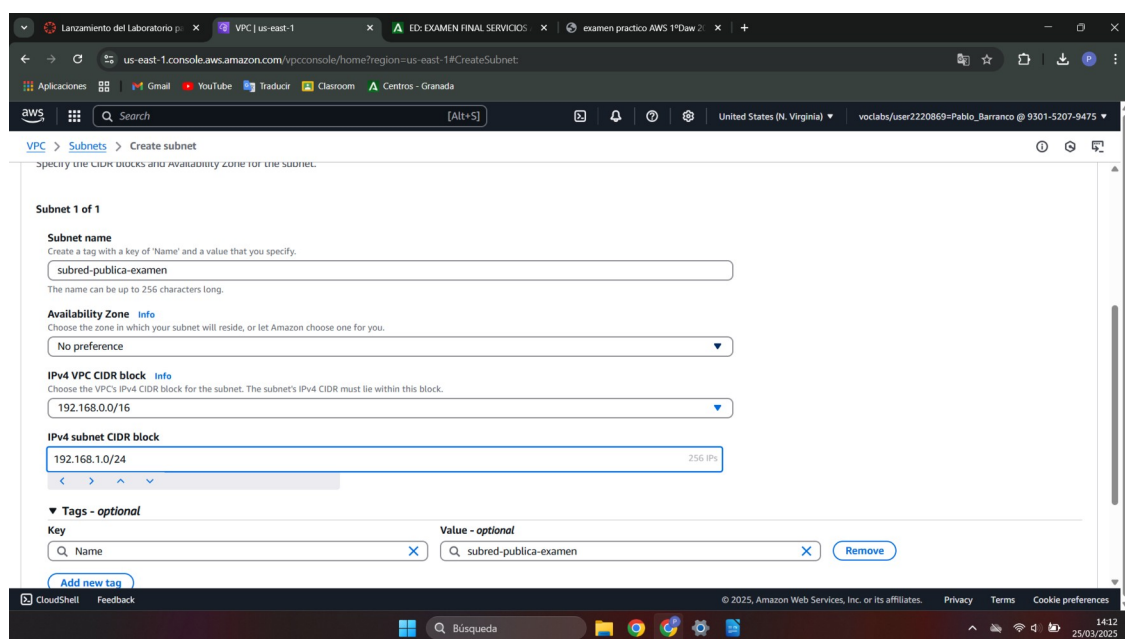 Lanzamiento del Laboratorio pa
VPC | us-east-1
ED: EXAMEN FINAL SERVICIOS
examen practico AWS 1ºDaw 2
us-east-1.console.aws.amazon.com/vpcconsole/home?region=us-east-1#CreateSubnet:
P
Aplicaciones Gmail YouTube Traducir Clasroom Centros - Granada
aws Search [Alt+S] United States (N. Virginia) voclabs/user2220869=Pablo_Barranco @ 9301-5207-9475
VPC > Subnets > Create subnet
Specify the CIDR blocks and Availability Zone for the subnet.
Subnet 1 of 1
Subnet name
Create a tag with a key of 'Name' and a value that you specify.
subred-publica-examen
The name can be up to 256 characters long.
Availability Zone Info
Choose the zone in which your subnet will reside, or let Amazon choose one for you.
No preference
IPv4 VPC CIDR block Info
Choose the VPC's IPv4 CIDR block for the subnet. The subnet's IPv4 CIDR must lie within this block.
192.168.0.0/16
IPv4 subnet CIDR block
192.168.1.0/24 256 IPs
Tags - optional
Key Value - optional
Name subred-publica-examen Remove
Add new tag
CloudShell Feedback © 2025, Amazon Web Services, Inc. or its affiliates. Privacy Terms Cookie preferences
Búsqueda 14:12
25/03/2025